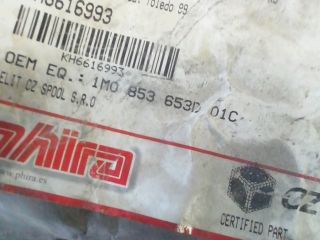 Toledo 99
KH6616993
KH6616993
OEM EQ.: 1M0 853 653D 01C
ELIT CZ SPOOL S.R.O
phira
www.phira.es
CZ
CERTIFIED PART